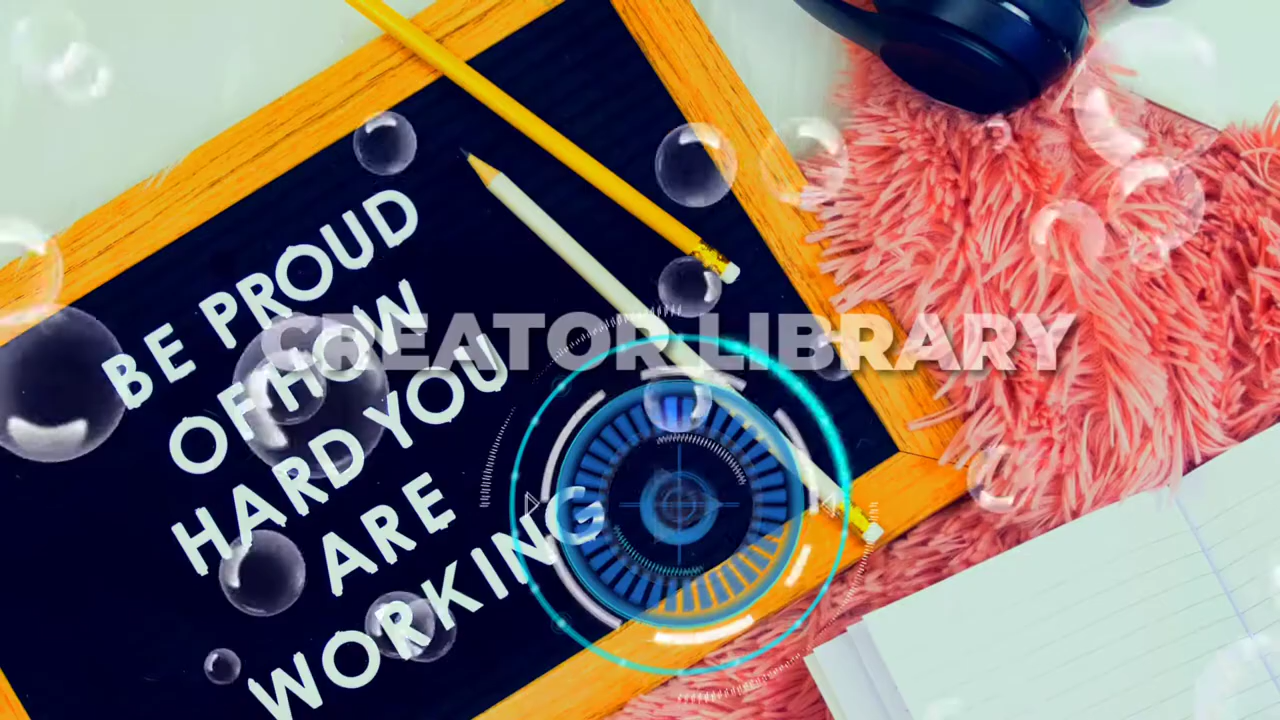 BE PROUD
OF HOW
HARD YOU
ARE
WORKING
CREATOR LIBRARY